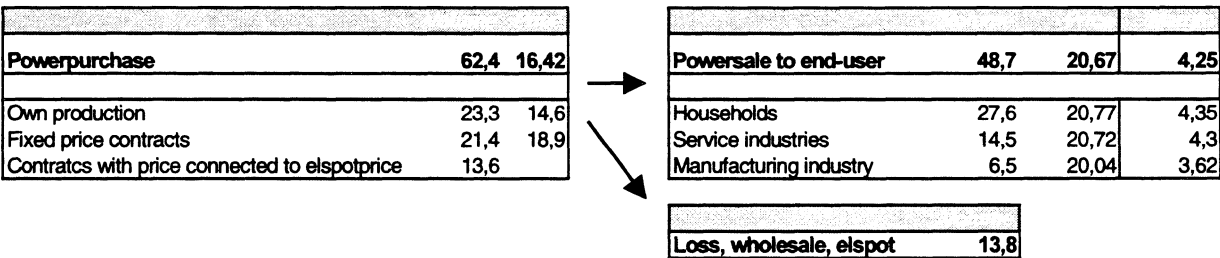 Powerpurchase 62,4 16,42
Own production 23,3 14,6
Fixed price contracts 21,4 18,9
Contratcs with price connected to elspotprice 13,6
Powersale to end-user 48,7 20,67 4,25
Households 27,6 20,77 4,35
Service industries 14,5 20,72 4,3
Manufacturing industry 6,5 20,04 3,62
Loss, wholesale, elspot 13,8